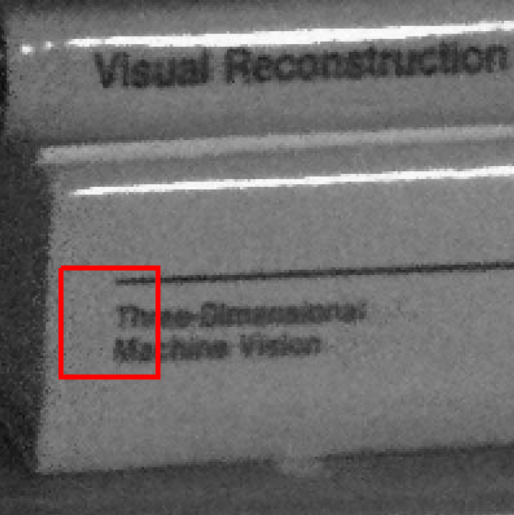 Visual Reconstruction
Three-Dimensional
Machine Vision